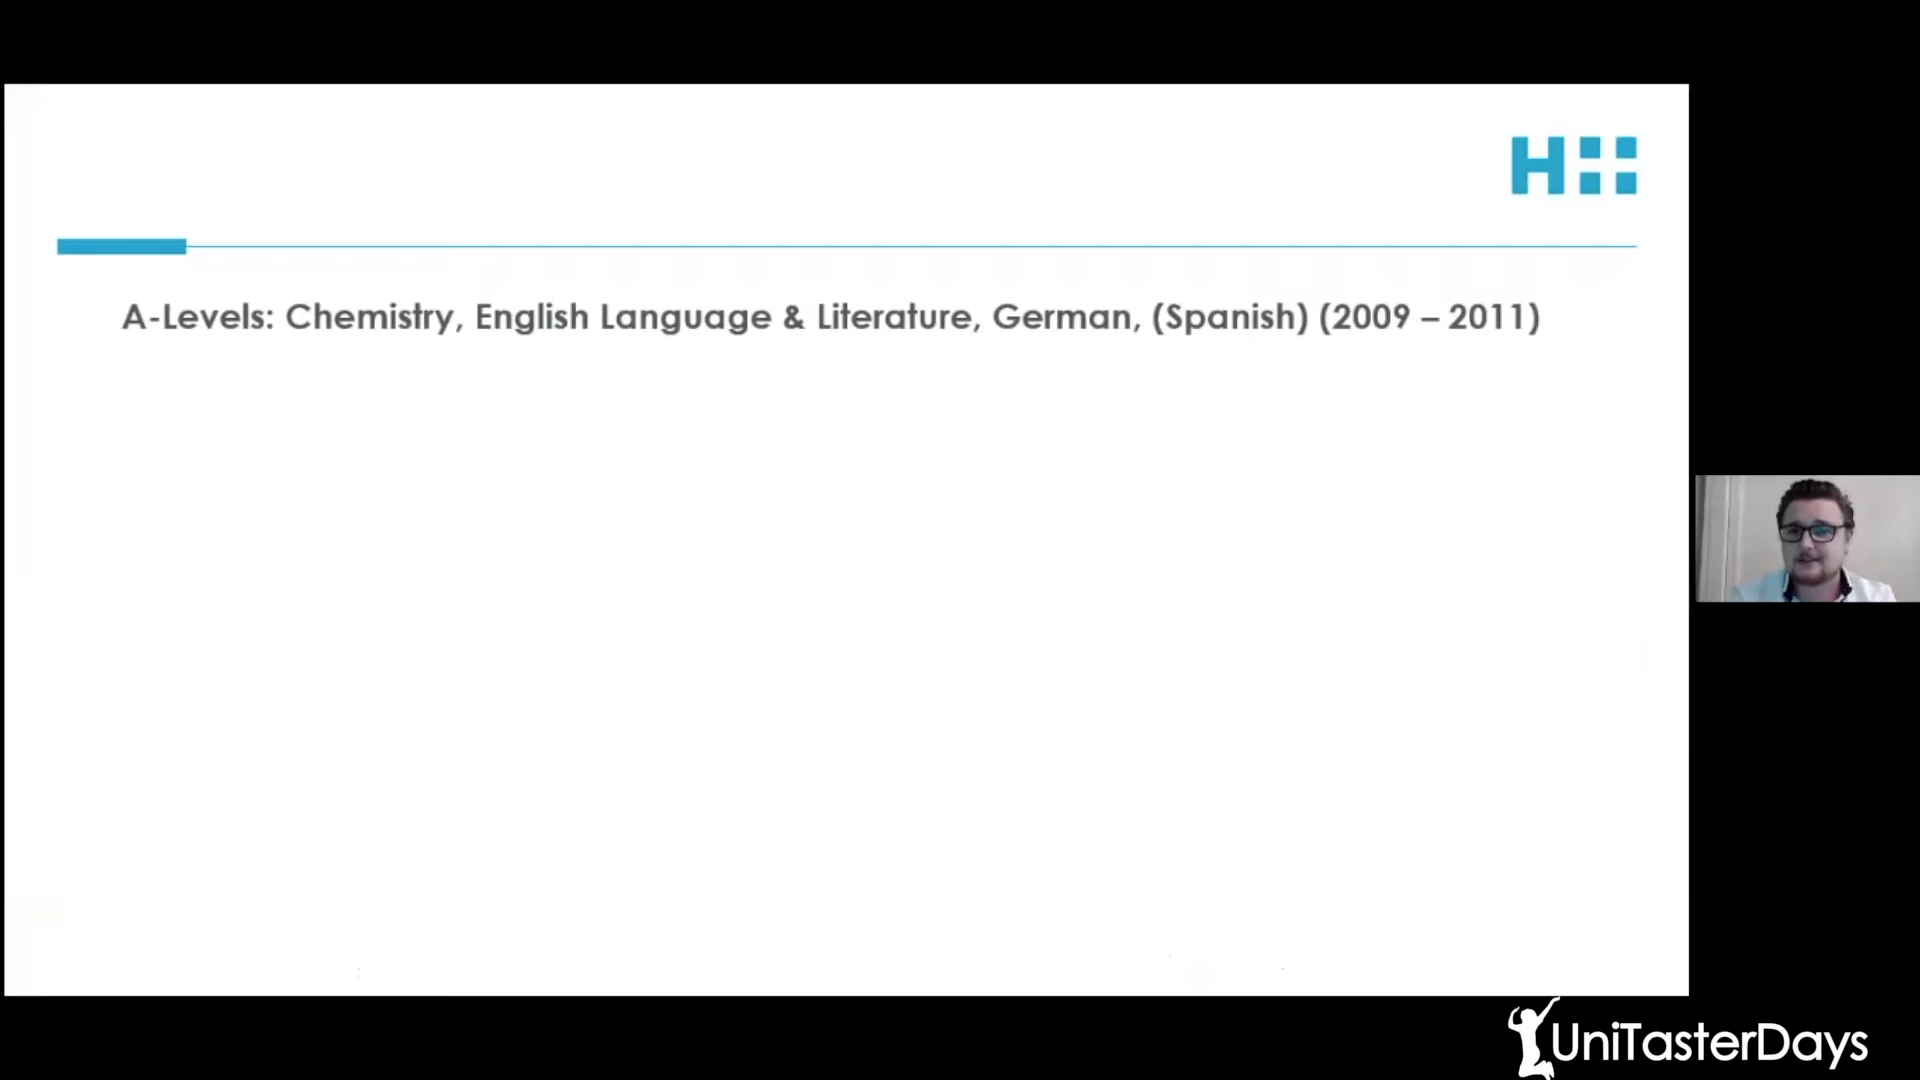 H
A-Levels: Chemistry, English Language & Literature, German, (Spanish) (2009 – 2011)
UniTasterDays